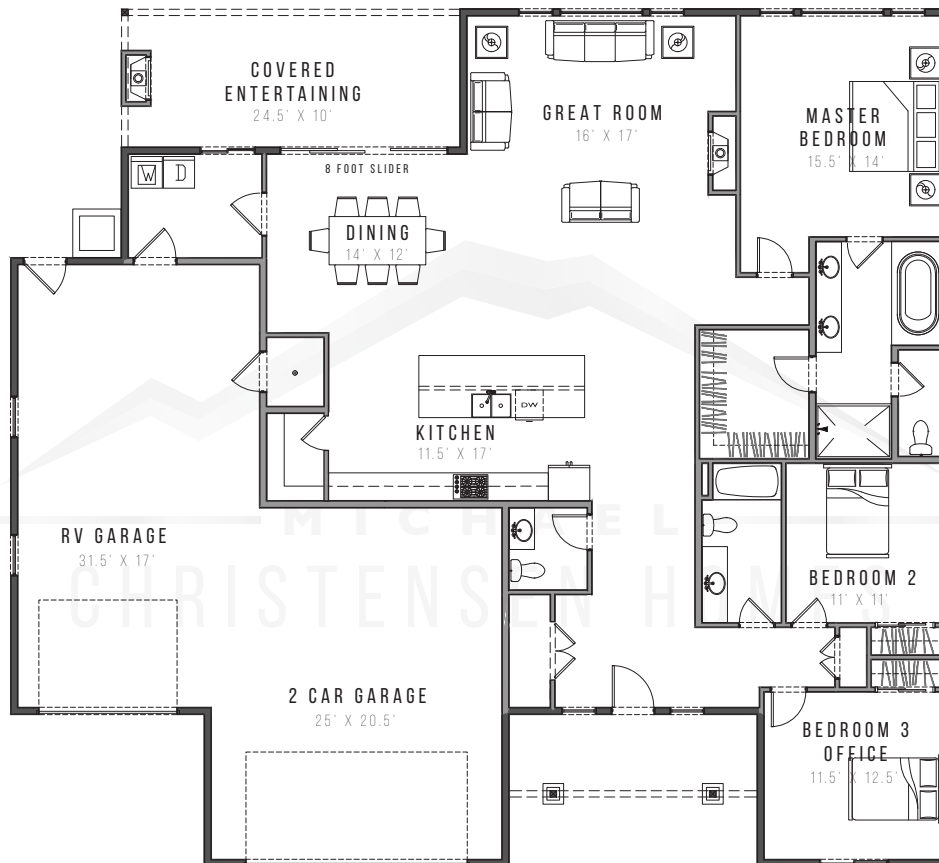 COVERED
ENTERTAINING
24.5' X 10'
GREAT ROOM
16' X 17'
MASTER
BEDROOM
15.5' X 14'
W D
8 FOOT SLIDER
DINING
14' X 12'
DW
KITCHEN
11.5' X 17'
MICHAEL
CHRISTENSEN HOMES
RV GARAGE
31.5' X 17'
BEDROOM 2
11' X 11'
2 CAR GARAGE
25' X 20.5'
BEDROOM 3
OFFICE
11.5' X 12.5'